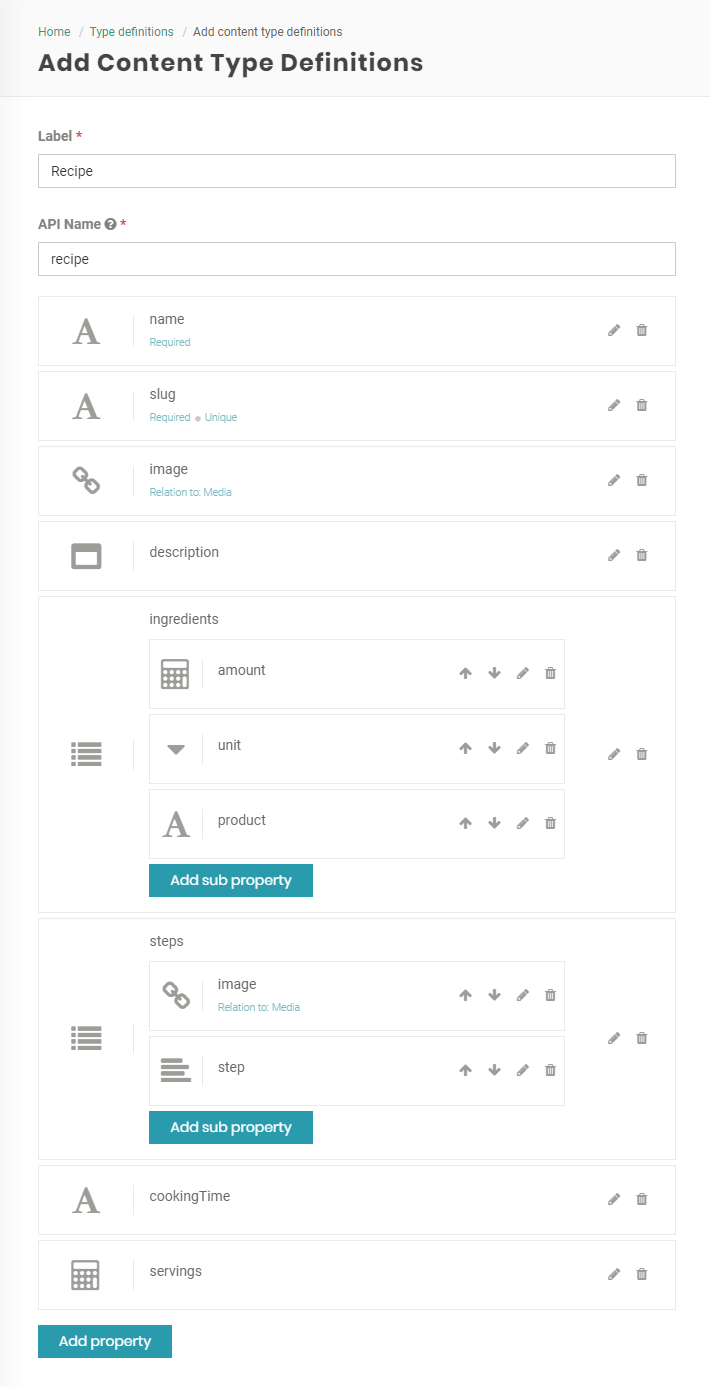 Home / Type definitions / Add content type definitions
Add Content Type Definitions
Label *
Recipe
API Name ? *
recipe
name
Required
slug
Required • Unique
image
Relation to: Media
description
ingredients
amount
unit
product
Add sub property
steps
image
Relation to: Media
step
Add sub property
cookingTime
servings
Add property